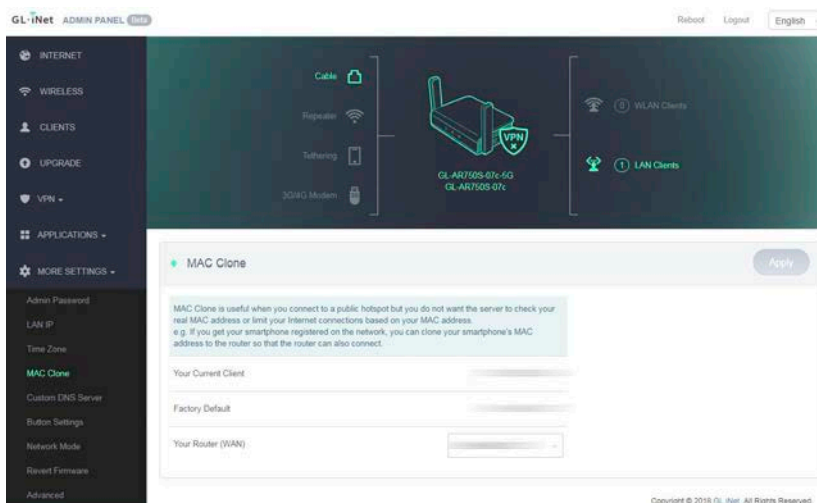 GL·iNet ADMIN PANEL Beta
Reboot Logout English
INTERNET
WIRELESS
CLIENTS
UPGRADE
VPN
APPLICATIONS
MORE SETTINGS
Admin Password
LAN IP
Time Zone
MAC Clone
Custom DNS Server
Button Settings
Network Mode
Revert Firmware
Advanced
Cable
Repeater
Tethering
3G/4G Modem
VPN
GL-AR750S-07c-5G
GL-AR750S-07c
0 WLAN Clients
1 LAN Clients
MAC Clone
Apply
MAC Clone is useful when you connect to a public hotspot but you do not want the server to check your
real MAC address or limit your Internet connections based on your MAC address.
e.g. If you get your smartphone registered on the network, you can clone your smartphone's MAC
address to the router so that the router can also connect.
Your Current Client
Factory Default
Your Router (WAN)
Copyright © 2018 GL.iNet. All Rights Reserved.